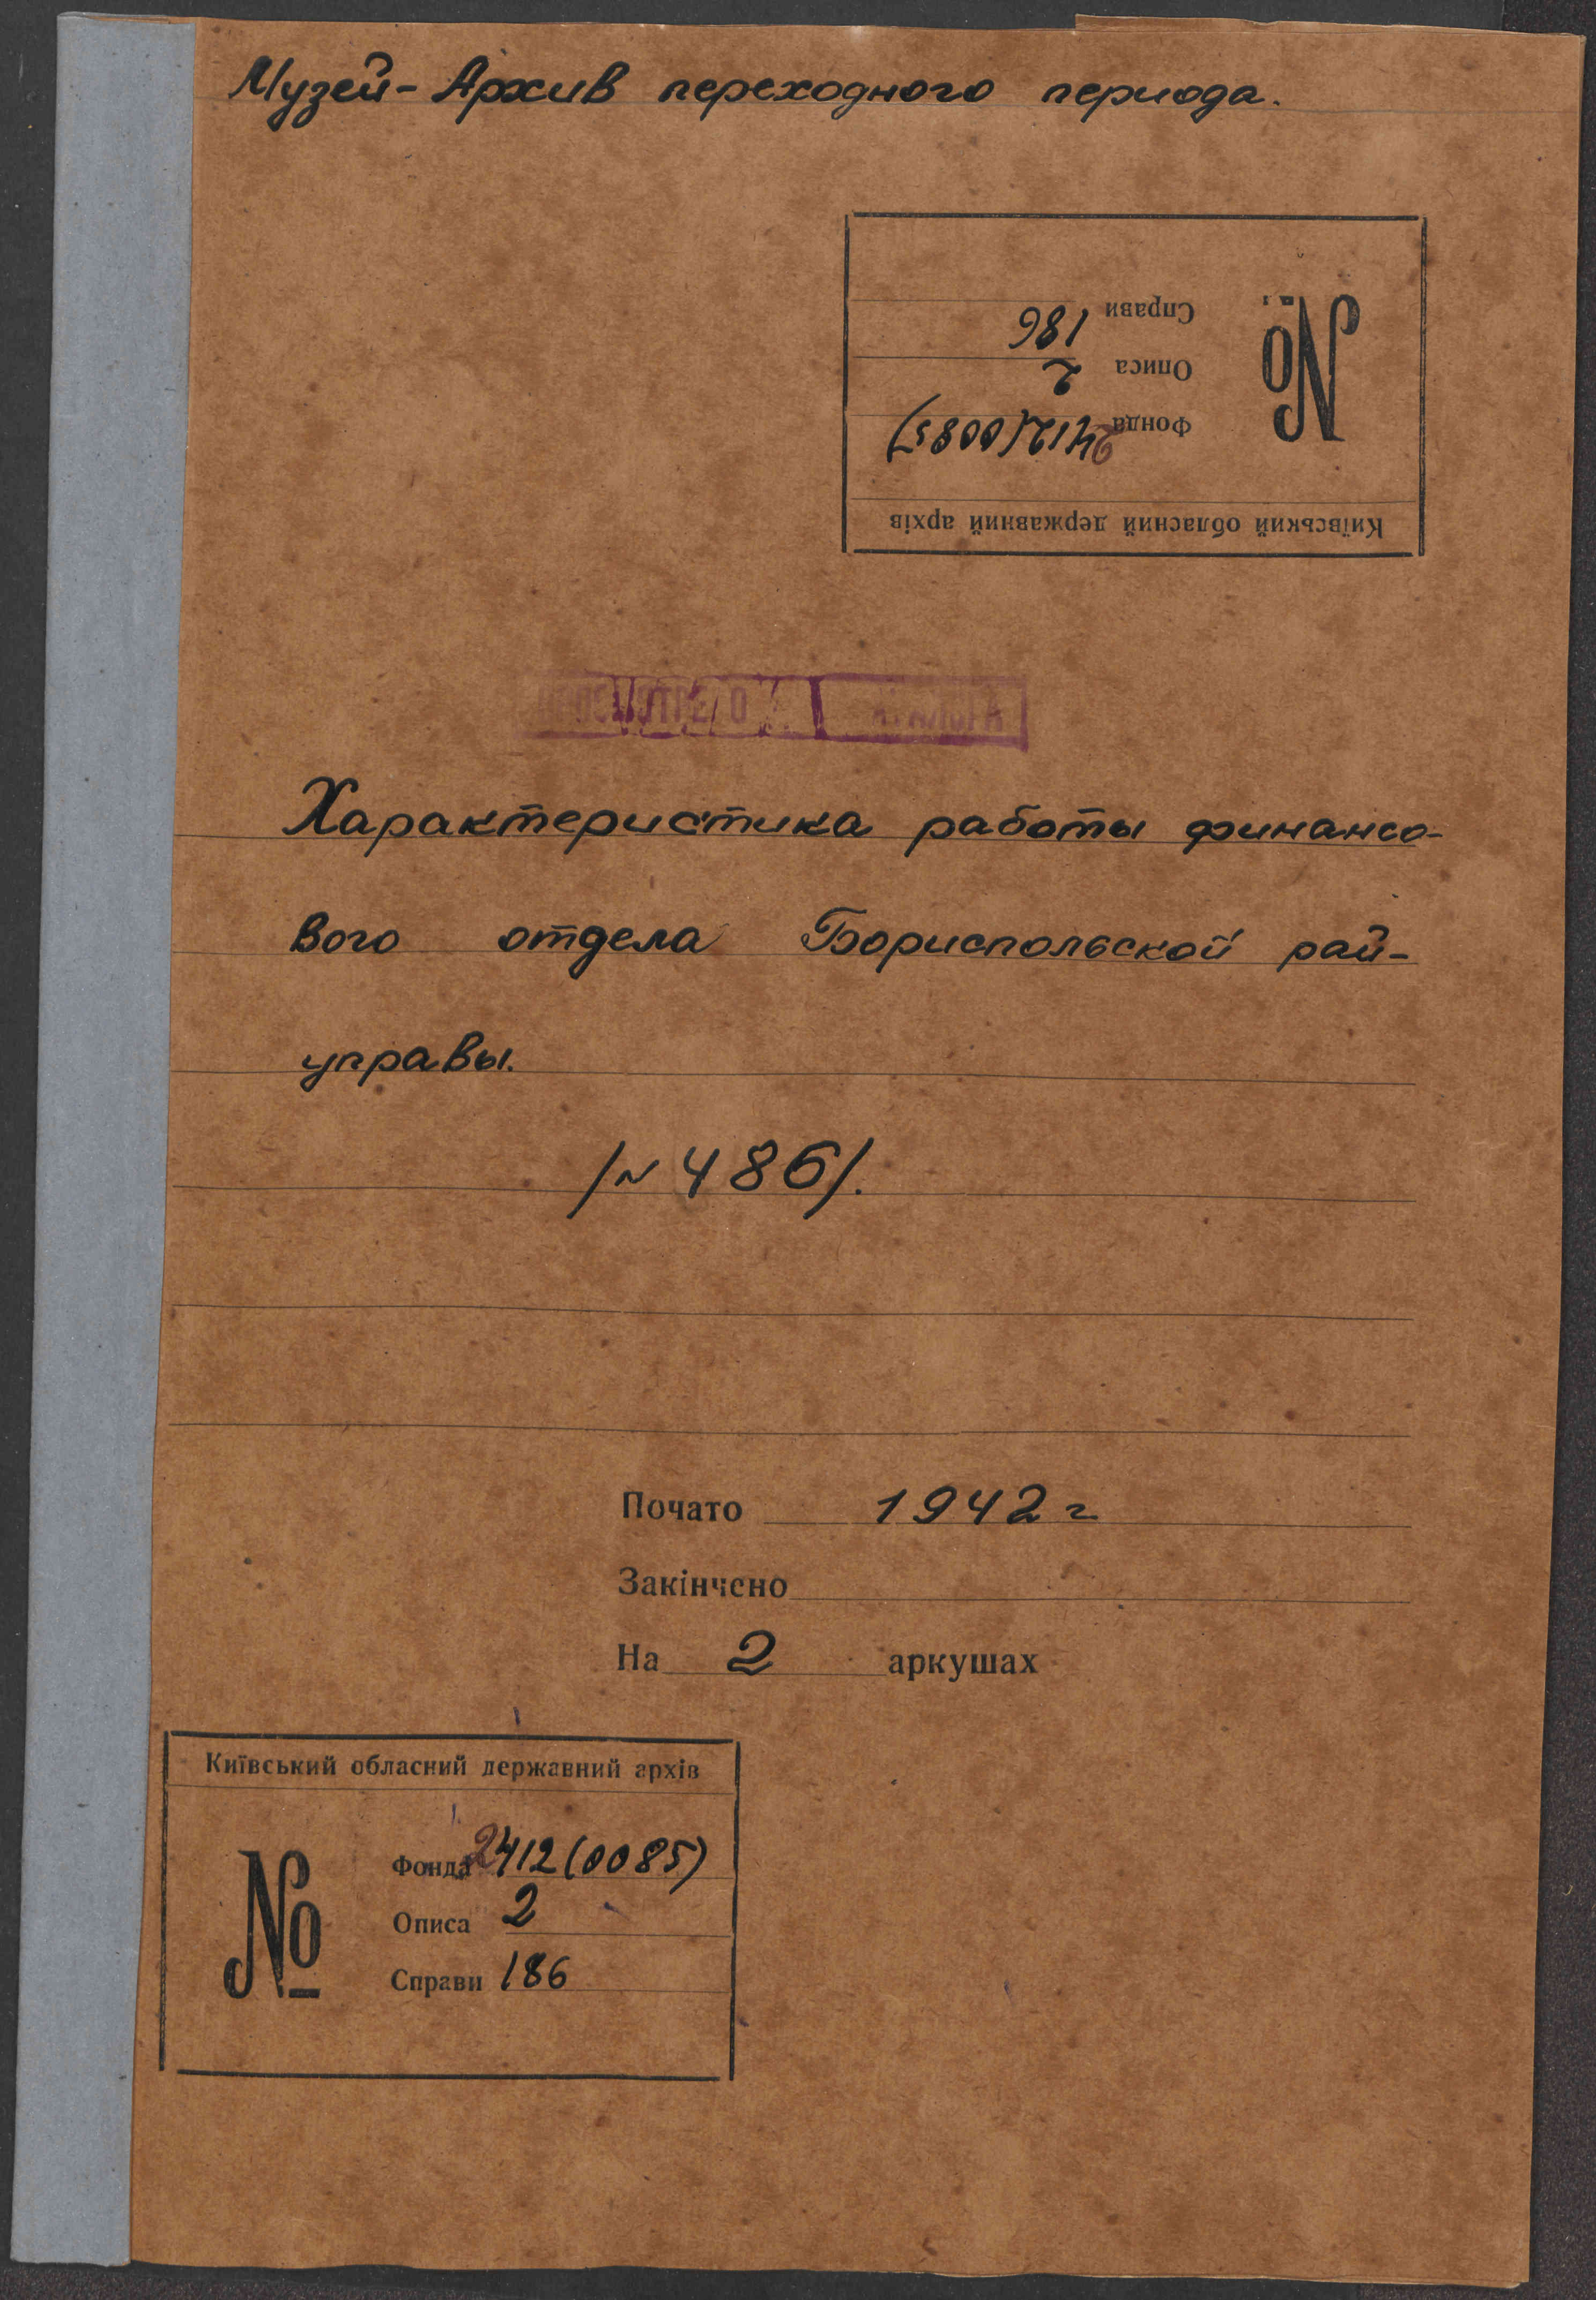 Музей-Архив переходного периода.
Київський обласний державний архів
№
Фонда 2412(0085)
Описа 2
Справи 186
Характеристика работы финансо-
вого отдела Бориспольской рай-
управы.
/N 486/.
Почато 1942 г
Закінчено
На 2 аркушах
Київський обласний державний архів
№
Фонда 2412(0085)
Описа 2
Справи 186